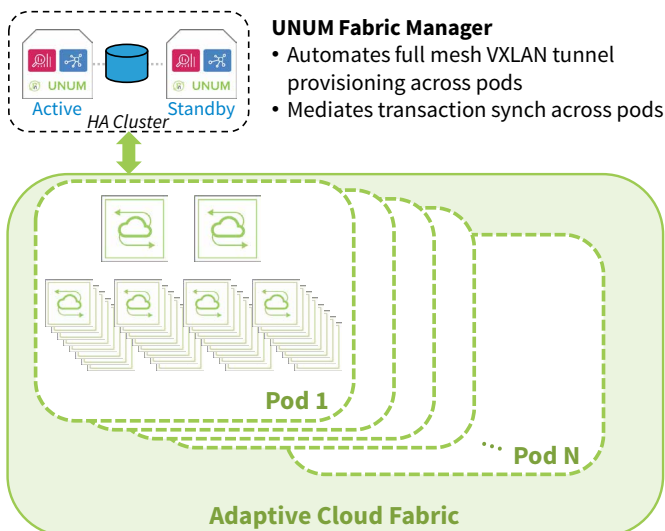 UNUM Fabric Manager
• Automates full mesh VXLAN tunnel
provisioning across pods
• Mediates transaction synch across pods
UNUM
UNUM
Active
Standby
HA Cluster
Pod 1
... Pod N
Adaptive Cloud Fabric